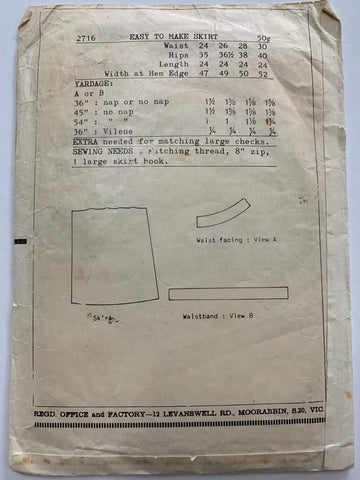 2716 EASY TO MAKE SKIRT 50g
Waist 24 26 28 30
Hips 35 36½ 38 40
Length 24 24 24 24
Width at Hem Edge 47 49 50 52
YARDAGE:
A or B
36" : nap or no nap 1½ 1⅝ 1⅝ 1⅝
45" : no nap 1½ 1⅝ 1⅝ 1⅝
54" : " " 1 1 1⅛ 1¼
36" : Vilene ¼ ¼ ¼ ¼
EXTRA needed for matching large checks.
SEWING NEEDS : matching thread, 8" zip,
1 large skirt hook.
Waist facing : View A
Waistband : View B
Skirt
REGD. OFFICE and FACTORY—12 LEVANSWELL RD., MOORABBIN, S.20, VIC.